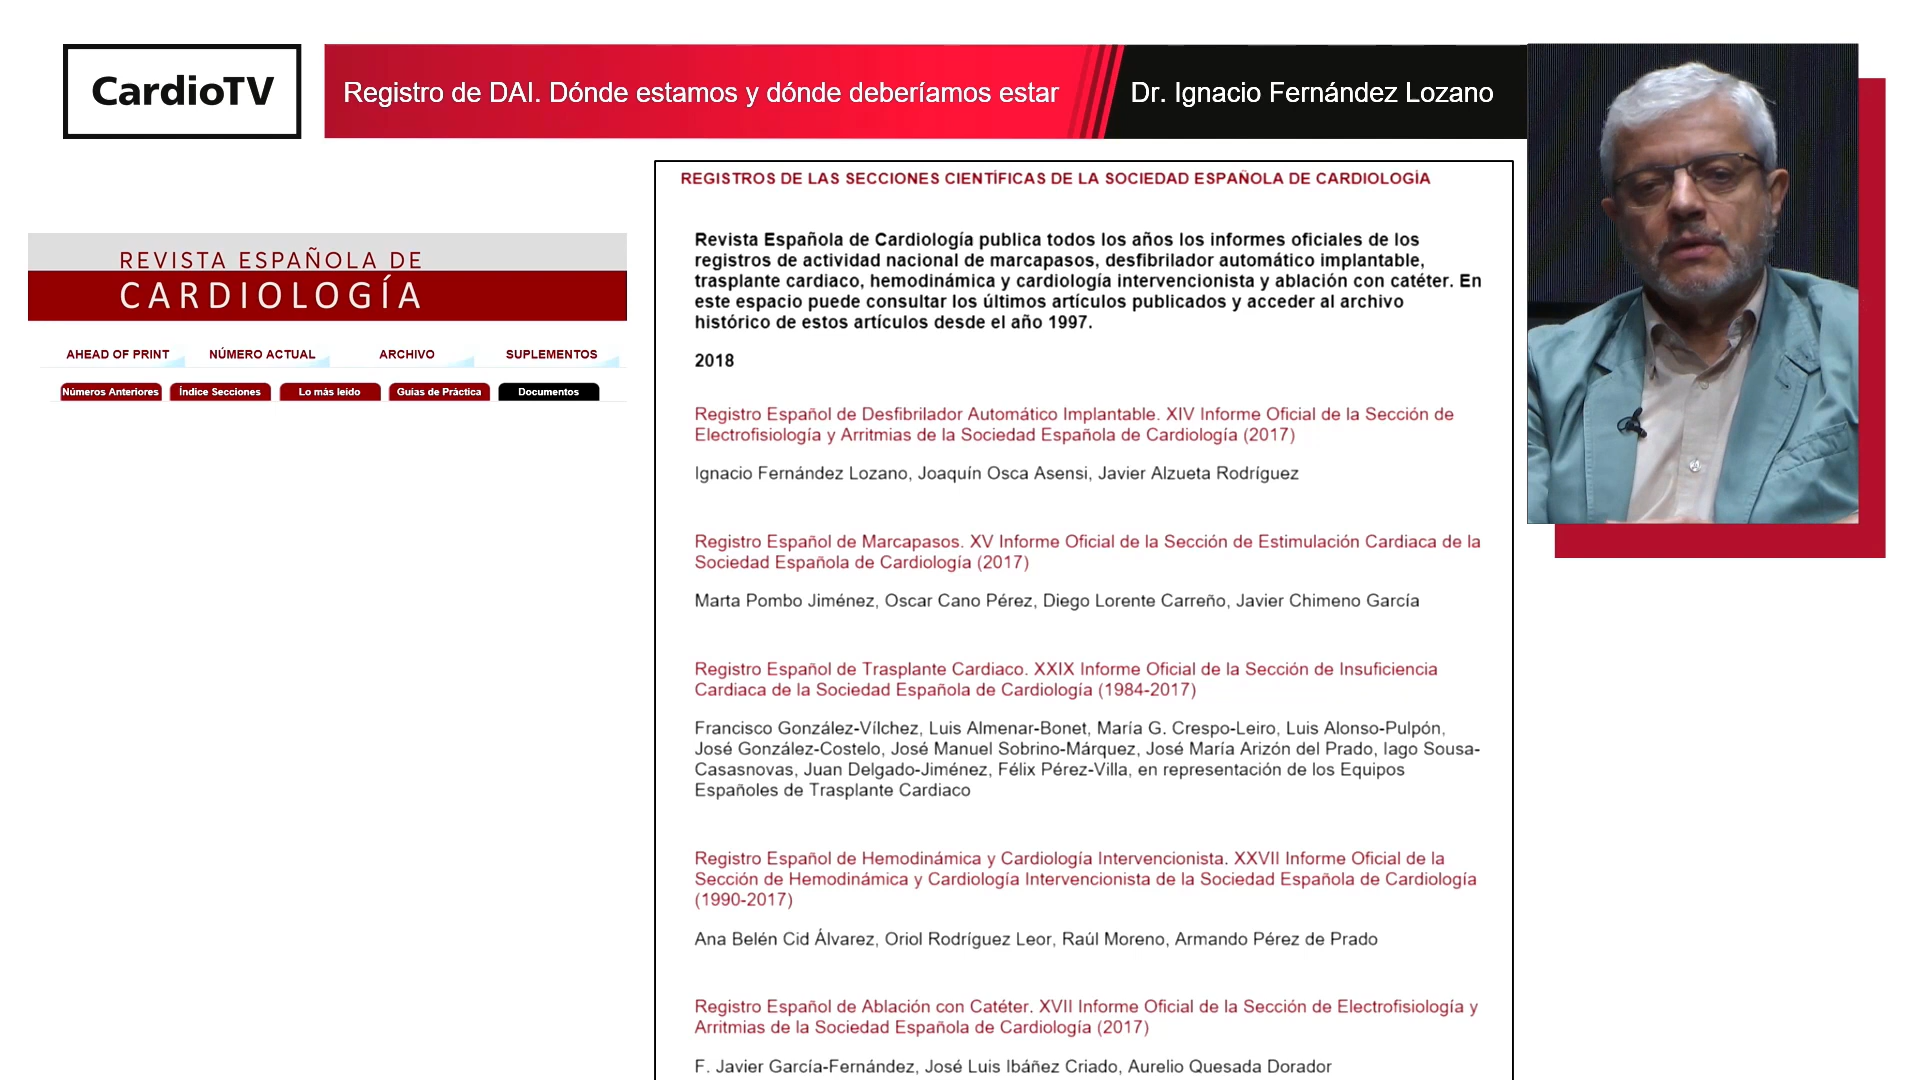 CardioTV
Registro de DAI. Dónde estamos y dónde deberíamos estar
Dr. Ignacio Fernández Lozano
REVISTA ESPAÑOLA DE
CARDIOLOGÍA
AHEAD OF PRINT
NÚMERO ACTUAL
ARCHIVO
SUPLEMENTOS
Números Anteriores
Índice Secciones
Lo más leído
Guías de Práctica
Documentos
REGISTROS DE LAS SECCIONES CIENTÍFICAS DE LA SOCIEDAD ESPAÑOLA DE CARDIOLOGÍA
Revista Española de Cardiología publica todos los años los informes oficiales de los
registros de actividad nacional de marcapasos, desfibrilador automático implantable,
trasplante cardiaco, hemodinámica y cardiología intervencionista y ablación con catéter. En
este espacio puede consultar los últimos artículos publicados y acceder al archivo
histórico de estos artículos desde el año 1997.
2018
Registro Español de Desfibrilador Automático Implantable. XIV Informe Oficial de la Sección de
Electrofisiología y Arritmias de la Sociedad Española de Cardiología (2017)
Ignacio Fernández Lozano, Joaquín Osca Asensi, Javier Alzueta Rodríguez
Registro Español de Marcapasos. XV Informe Oficial de la Sección de Estimulación Cardiaca de la
Sociedad Española de Cardiología (2017)
Marta Pombo Jiménez, Oscar Cano Pérez, Diego Lorente Carreño, Javier Chimeno García
Registro Español de Trasplante Cardiaco. XXIX Informe Oficial de la Sección de Insuficiencia
Cardiaca de la Sociedad Española de Cardiología (1984-2017)
Francisco González-Vílchez, Luis Almenar-Bonet, María G. Crespo-Leiro, Luis Alonso-Pulpón,
José González-Costelo, José Manuel Sobrino-Márquez, José María Arizón del Prado, Iago Sousa-
Casasnovas, Juan Delgado-Jiménez, Félix Pérez-Villa, en representación de los Equipos
Españoles de Trasplante Cardiaco
Registro Español de Hemodinámica y Cardiología Intervencionista. XXVII Informe Oficial de la
Sección de Hemodinámica y Cardiología Intervencionista de la Sociedad Española de Cardiología
(1990-2017)
Ana Belén Cid Álvarez, Oriol Rodríguez Leor, Raúl Moreno, Armando Pérez de Prado
Registro Español de Ablación con Catéter. XVII Informe Oficial de la Sección de Electrofisiología y
Arritmias de la Sociedad Española de Cardiología (2017)
F. Javier García-Fernández, José Luis Ibáñez Criado, Aurelio Quesada Dorador